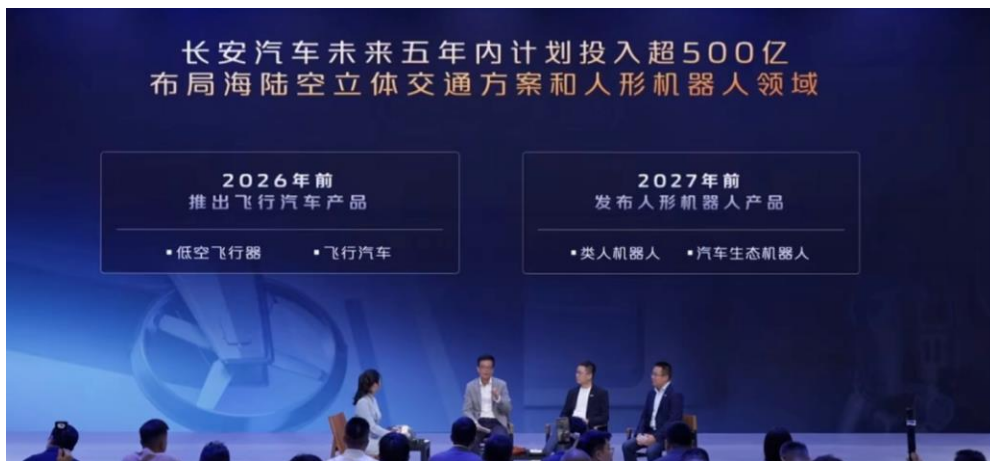 长安汽车未来五年内计划投入超500亿
布局海陆空立体交通方案和人形机器人领域
2026年前
推出飞行汽车产品
▪低空飞行器 ▪飞行汽车
2027年前
发布人形机器人产品
▪类人机器人 ▪汽车生态机器人